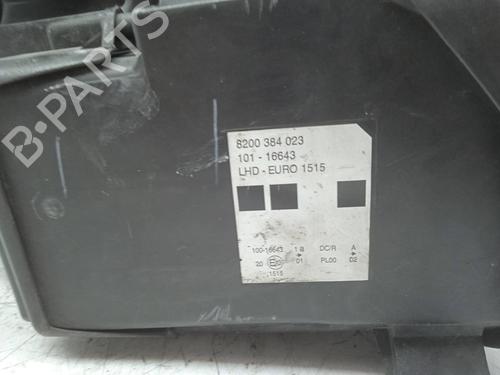 B-PARTS
8200 384 023
101 - 16643
LHD - EURO 1515
100-16643 1 a DC/R A
20 01 PL00 02
1515